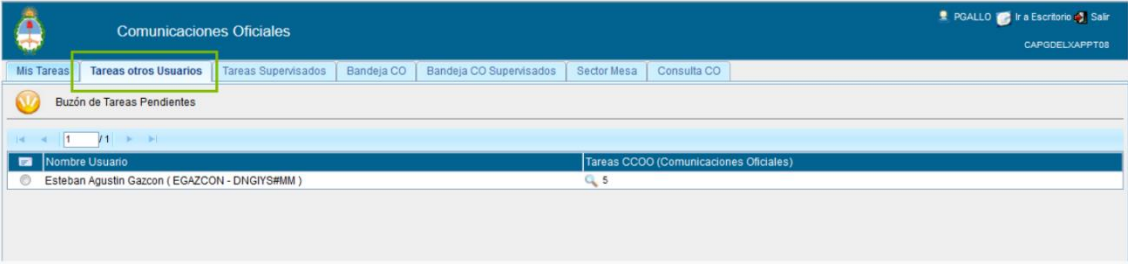 Comunicaciones Oficiales
PGALLO Ir a Escritorio Salir
CAPGDELXAPPT08
Mis Tareas Tareas otros Usuarios Tareas Supervisados Bandeja CO Bandeja CO Supervisados Sector Mesa Consulta CO
Buzón de Tareas Pendientes
1 / 1
Nombre Usuario Tareas CCOO (Comunicaciones Oficiales)
Esteban Agustin Gazcon ( EGAZCON - DNGIYS#MM ) 5